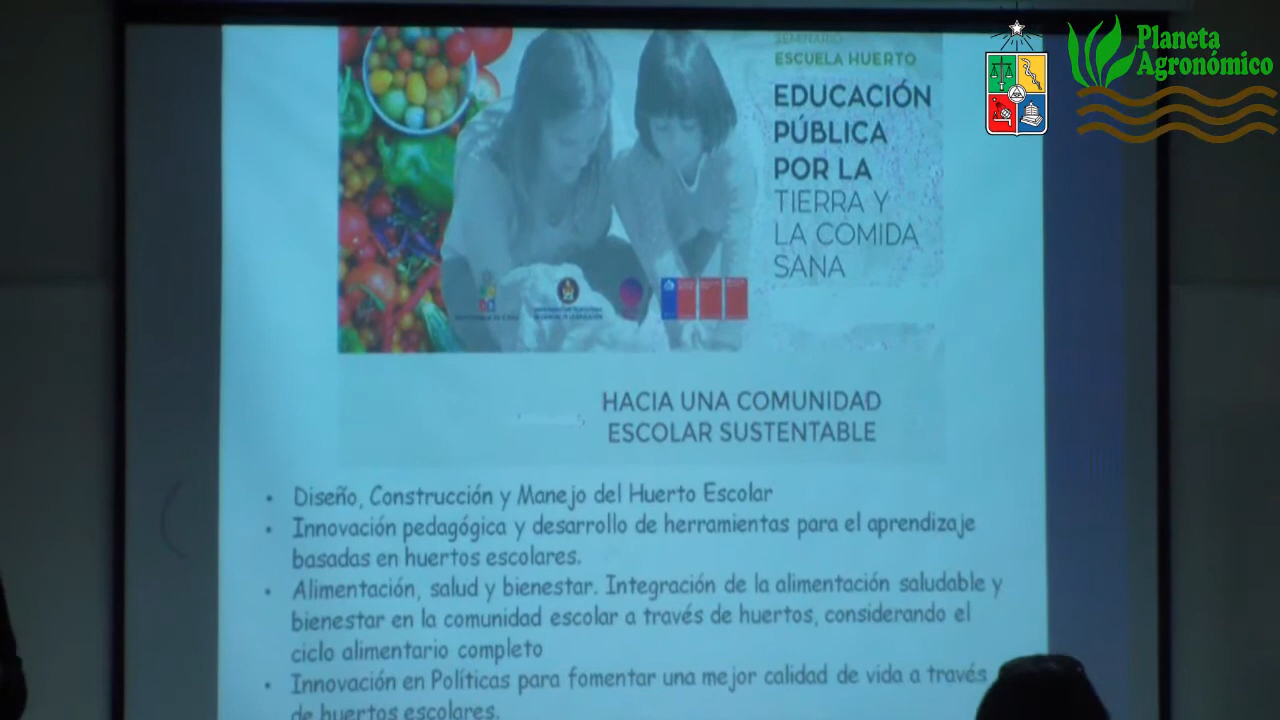 Planeta
Agronómico
SEMINARIO
ESCUELA HUERTO
EDUCACIÓN
PÚBLICA
POR LA
TIERRA Y
LA COMIDA
SANA
HACIA UNA COMUNIDAD
ESCOLAR SUSTENTABLE
• Diseño, Construcción y Manejo del Huerto Escolar
• Innovación pedagógica y desarrollo de herramientas para el aprendizaje
basadas en huertos escolares.
• Alimentación, salud y bienestar. Integración de la alimentación saludable y
bienestar en la comunidad escolar a través de huertos, considerando el
ciclo alimentario completo
• Innovación en Políticas para fomentar una mejor calidad de vida a través
de huertos escolares.